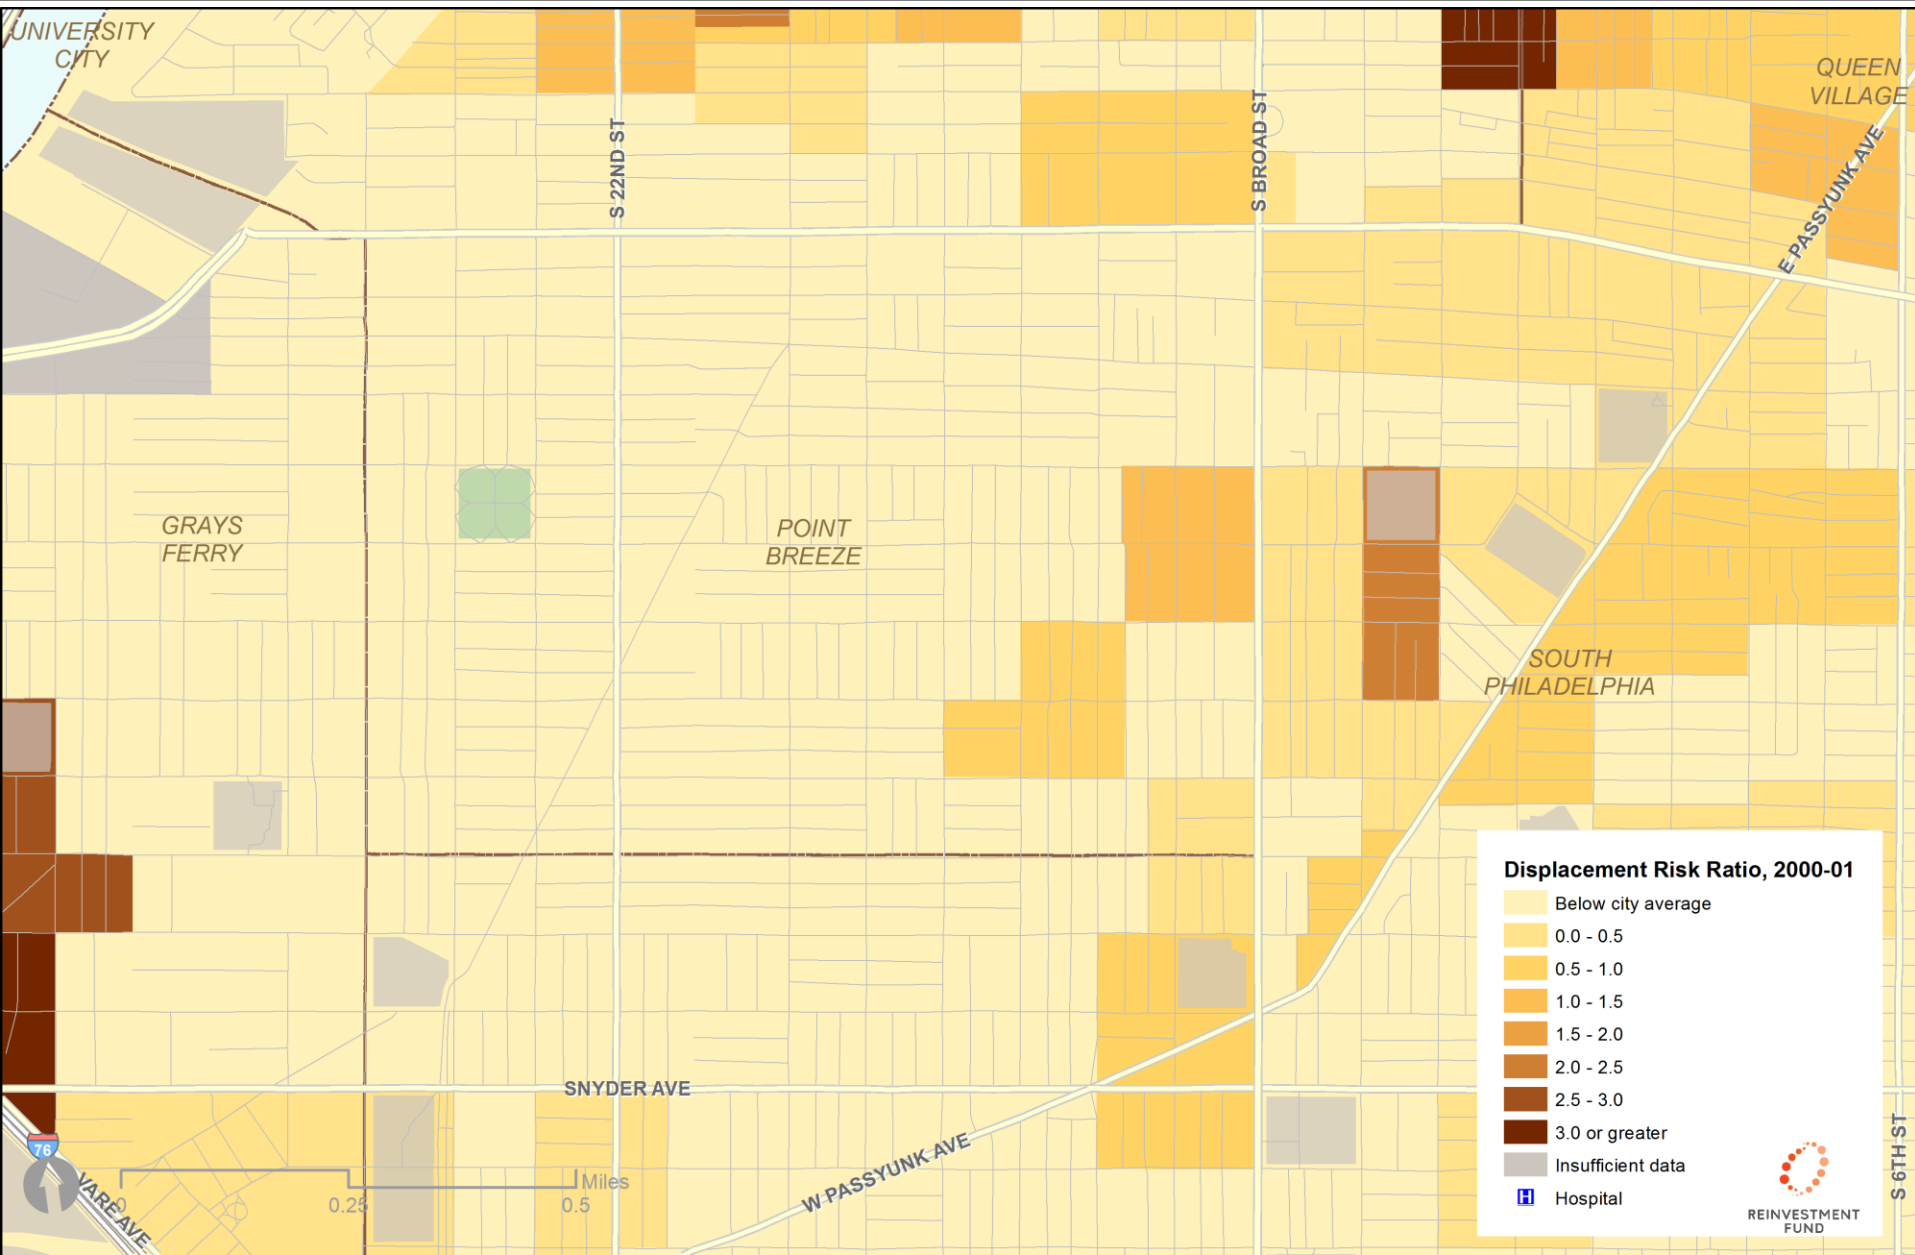 UNIVERSITY
CITY
QUEEN
VILLAGE
S 22ND ST
S BROAD ST
E PASSYUNK AVE
GRAYS
FERRY
POINT
BREEZE
SOUTH
PHILADELPHIA
SNYDER AVE
W PASSYUNK AVE
S 6TH ST
76
VARE AVE
0
0.25
0.5
Miles
Displacement Risk Ratio, 2000-01
Below city average
0.0 - 0.5
0.5 - 1.0
1.0 - 1.5
1.5 - 2.0
2.0 - 2.5
2.5 - 3.0
3.0 or greater
Insufficient data
H Hospital
REINVESTMENT
FUND